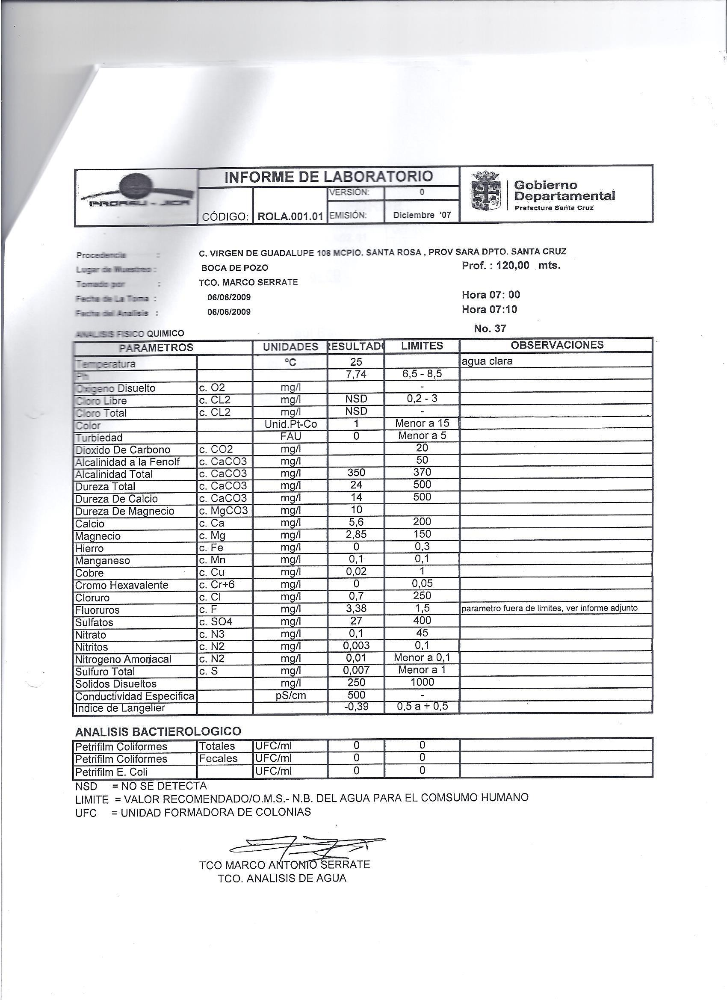 INFORME DE LABORATORIO
PROASU - JICA
VERSIÓN: 0
CÓDIGO: ROLA.001.01 EMISIÓN: Diciembre '07
Gobierno
Departamental
Prefectura Santa Cruz
Procedencia : C. VIRGEN DE GUADALUPE 108 MCPIO. SANTA ROSA , PROV SARA DPTO. SANTA CRUZ
Lugar de Muestreo : BOCA DE POZO Prof. : 120,00 mts.
Tomado por : TCO. MARCO SERRATE
Fecha de La Toma : 06/06/2009 Hora 07: 00
Fecha del Analisis : 06/06/2009 Hora 07:10
ANALISIS FISICO QUIMICO No. 37
PARAMETROS UNIDADES RESULTADO LIMITES OBSERVACIONES
Temperatura ºC 25 agua clara
Ph 7,74 6,5 - 8,5
Oxigeno Disuelto c. O2 mg/l -
Cloro Libre c. CL2 mg/l NSD 0,2 - 3
Cloro Total c. CL2 mg/l NSD -
Color Unid.Pt-Co 1 Menor a 15
Turbiedad FAU 0 Menor a 5
Dioxido De Carbono c. CO2 mg/l 20
Alcalinidad a la Fenolf c. CaCO3 mg/l 50
Alcalinidad Total c. CaCO3 mg/l 350 370
Dureza Total c. CaCO3 mg/l 24 500
Dureza De Calcio c. CaCO3 mg/l 14 500
Dureza De Magnecio c. MgCO3 mg/l 10
Calcio c. Ca mg/l 5,6 200
Magnecio c. Mg mg/l 2,85 150
Hierro c. Fe mg/l 0 0,3
Manganeso c. Mn mg/l 0,1 0,1
Cobre c. Cu mg/l 0,02 1
Cromo Hexavalente c. Cr+6 mg/l 0 0,05
Cloruro c. Cl mg/l 0,7 250
Fluoruros c. F mg/l 3,38 1,5 parametro fuera de limites, ver informe adjunto
Sulfatos c. SO4 mg/l 27 400
Nitrato c. N3 mg/l 0,1 45
Nitritos c. N2 mg/l 0,003 0,1
Nitrogeno Amoniacal c. N2 mg/l 0,01 Menor a 0,1
Sulfuro Total c. S mg/l 0,007 Menor a 1
Solidos Disueltos mg/l 250 1000
Conductividad Especifica pS/cm 500 -
Indice de Langelier -0,39 0,5 a + 0,5
ANALISIS BACTIEROLOGICO
Petrifilm Coliformes Totales UFC/ml 0 0
Petrifilm Coliformes Fecales UFC/ml 0 0
Petrifilm E. Coli UFC/ml 0 0
NSD = NO SE DETECTA
LIMITE = VALOR RECOMENDADO/O.M.S.- N.B. DEL AGUA PARA EL COMSUMO HUMANO
UFC = UNIDAD FORMADORA DE COLONIAS
TCO MARCO ANTONIO SERRATE
TCO. ANALISIS DE AGUA